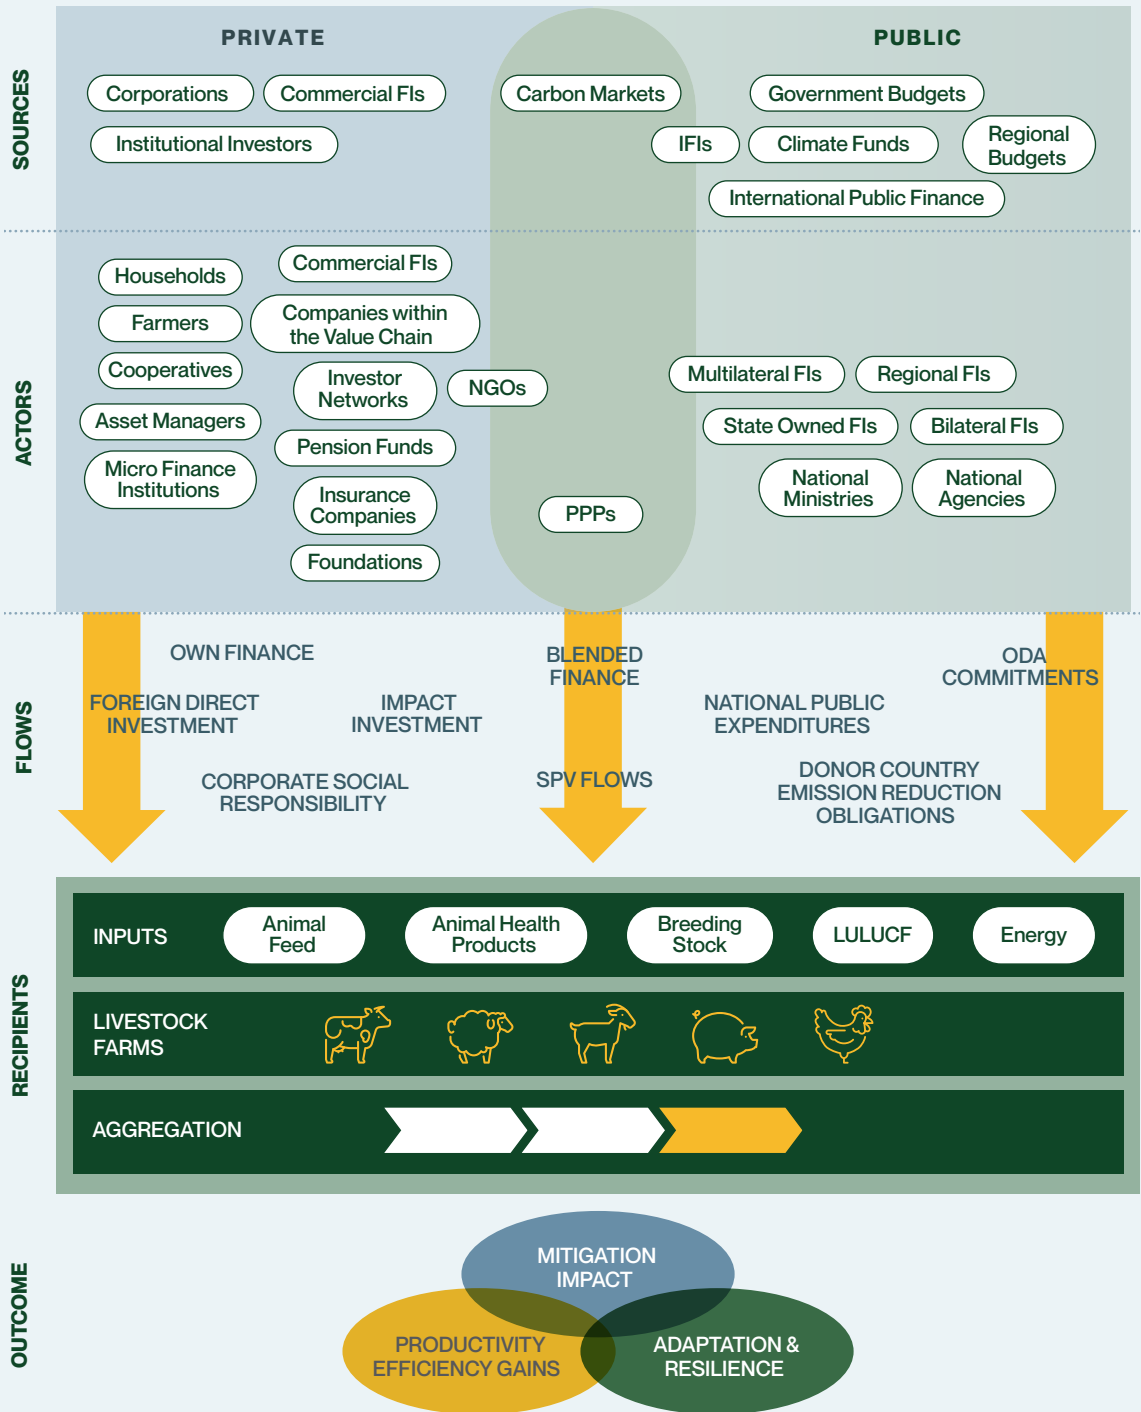 PRIVATE
PUBLIC
SOURCES
Corporations
Commercial FIs
Carbon Markets
Government Budgets
Institutional Investors
IFIs
Climate Funds
Regional
Budgets
International Public Finance
ACTORS
Households
Commercial FIs
Farmers
Companies within
the Value Chain
Cooperatives
Investor
Networks
NGOs
Multilateral FIs
Regional FIs
Asset Managers
Pension Funds
State Owned FIs
Bilateral FIs
Micro Finance
Institutions
Insurance
Companies
National
Ministries
National
Agencies
PPPs
Foundations
FLOWS
OWN FINANCE
BLENDED
FINANCE
ODA
COMMITMENTS
FOREIGN DIRECT
INVESTMENT
IMPACT
INVESTMENT
NATIONAL PUBLIC
EXPENDITURES
CORPORATE SOCIAL
RESPONSIBILITY
SPV FLOWS
DONOR COUNTRY
EMISSION REDUCTION
OBLIGATIONS
RECIPIENTS
INPUTS
Animal
Feed
Animal Health
Products
Breeding
Stock
LULUCF
Energy
LIVESTOCK
FARMS
AGGREGATION
OUTCOME
MITIGATION
IMPACT
PRODUCTIVITY
EFFICIENCY GAINS
ADAPTATION &
RESILIENCE